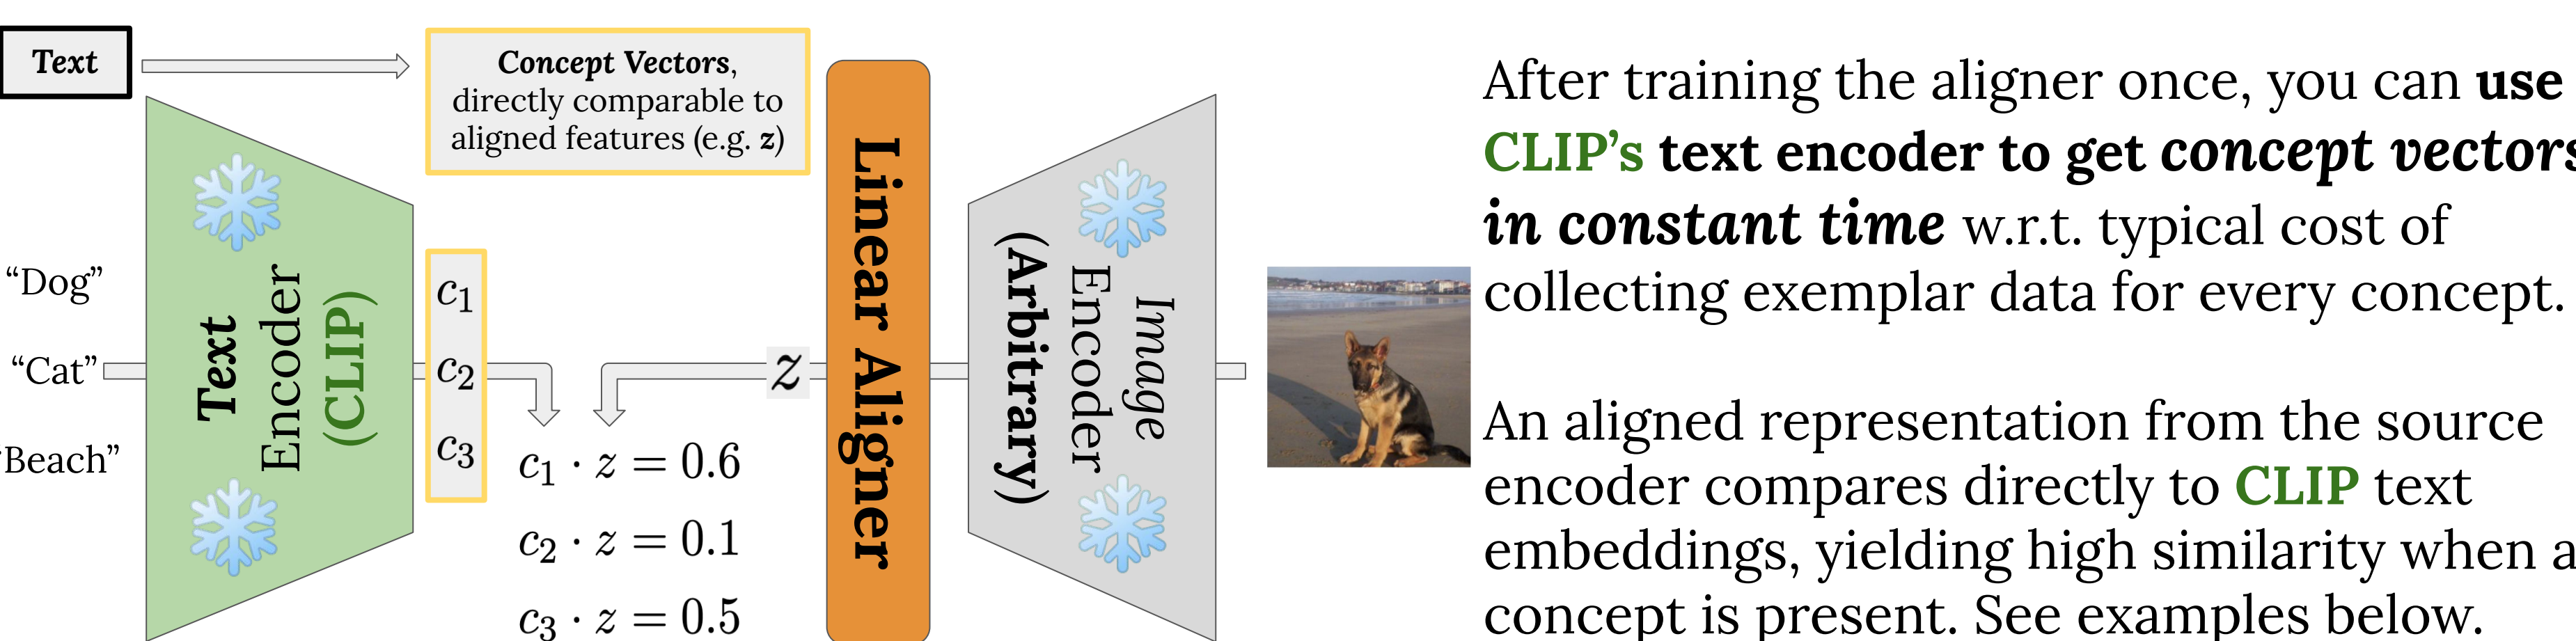 Text
Concept Vectors,
directly comparable to
aligned features (e.g. z)
“Dog”
“Cat”
“Beach”
Text
Encoder
(CLIP)
c1
c2
c3
z
c1 · z = 0.6
c2 · z = 0.1
c3 · z = 0.5
Linear Aligner
Image
Encoder
(Arbitrary)
After training the aligner once, you can use
CLIP’s text encoder to get concept vectors
in constant time w.r.t. typical cost of
collecting exemplar data for every concept.
An aligned representation from the source
encoder compares directly to CLIP text
embeddings, yielding high similarity when a
concept is present. See examples below.